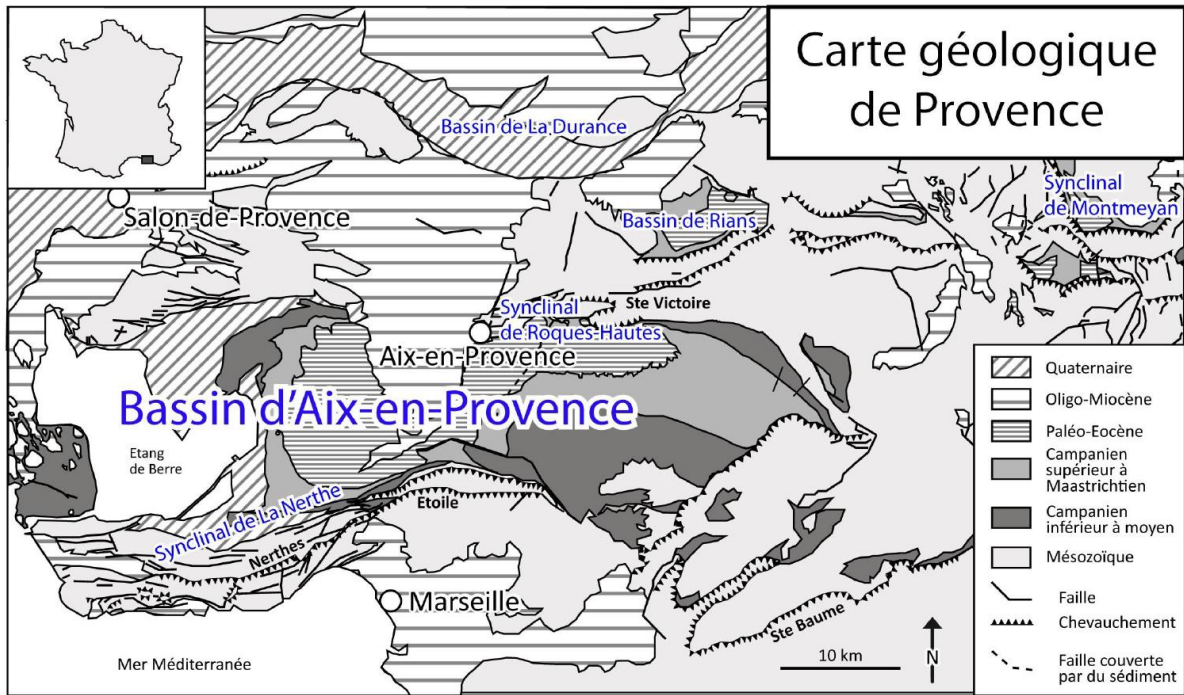 Carte géologique
de Provence
Bassin de La Durance
Salon-de-Provence
Bassin de Rians
Synclinal
de Montmeyan
Ste Victoire
Synclinal
de Roques-Hautes
Aix-en-Provence
Bassin d'Aix-en-Provence
Etang
de Berre
Synclinal de La Nerthe
Etoile
Nerthes
Marseille
Ste Baume
Mer Méditerranée
10 km
N
Quaternaire
Oligo-Miocène
Paléo-Eocène
Campanien
supérieur à
Maastrichtien
Campanien
inférieur à moyen
Mésozoïque
Faille
Chevauchement
Faille couverte
par du sédiment